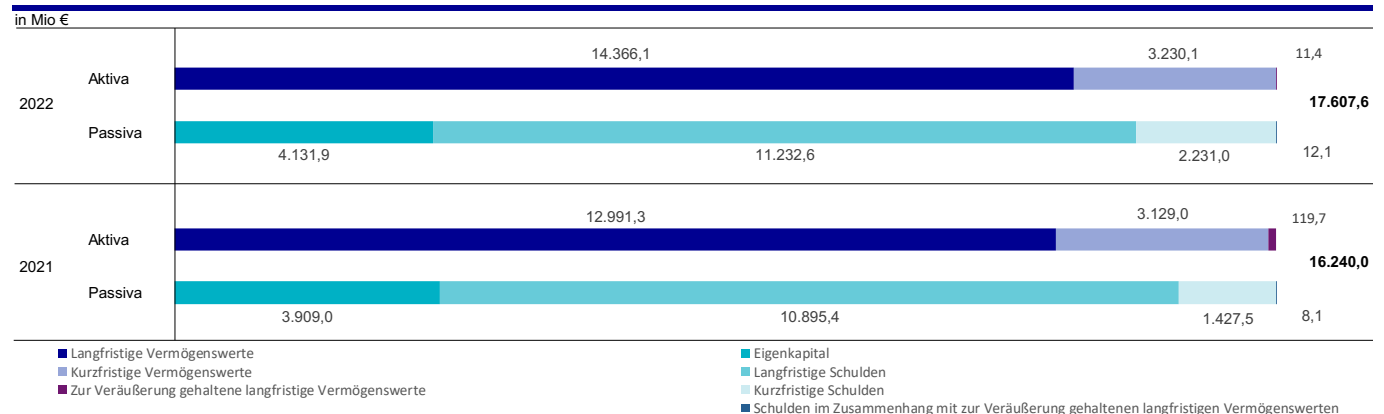 in Mio €
14.366,1 3.230,1 11,4
Aktiva
2022 17.607,6
Passiva
4.131,9 11.232,6 2.231,0 12,1
12.991,3 3.129,0 119,7
Aktiva
2021 16.240,0
Passiva
3.909,0 10.895,4 1.427,5 8,1
Langfristige Vermögenswerte Eigenkapital
Kurzfristige Vermögenswerte Langfristige Schulden
Zur Veräußerung gehaltene langfristige Vermögenswerte Kurzfristige Schulden
Schulden im Zusammenhang mit zur Veräußerung gehaltenen langfristigen Vermögenswerten